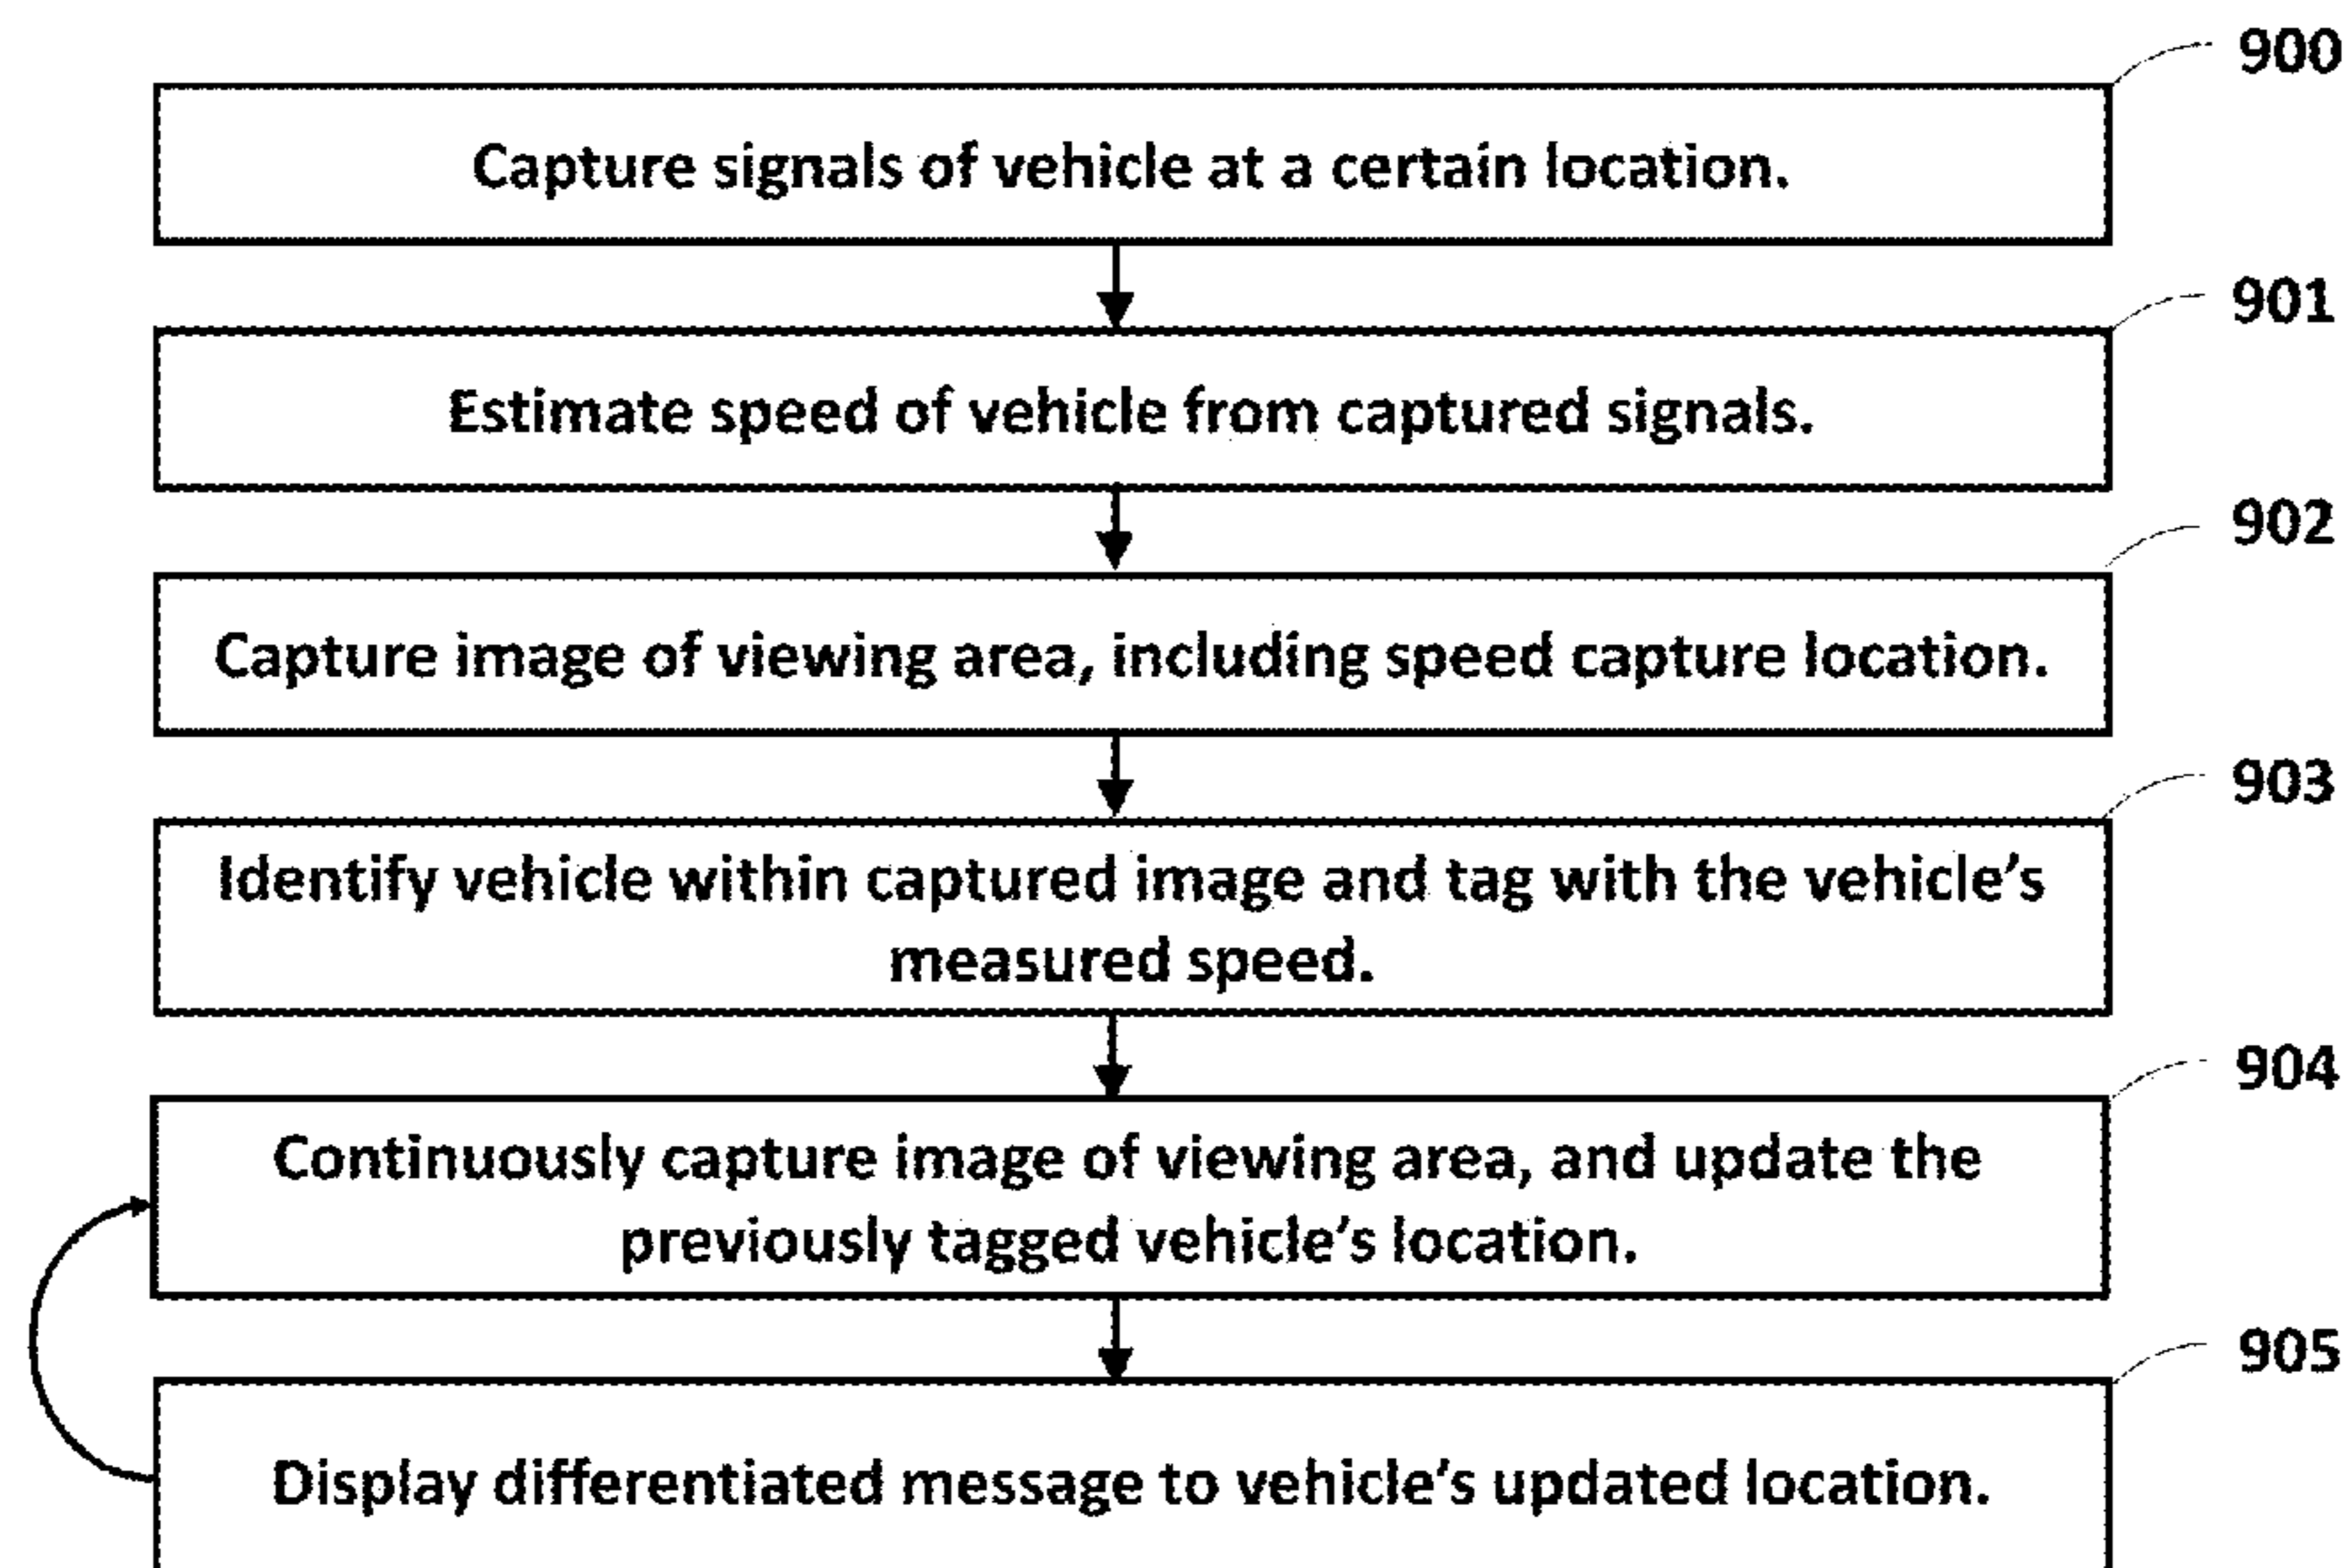 900
Capture signals of vehicle at a certain location.
901
Estimate speed of vehicle from captured signals.
902
Capture image of viewing area, including speed capture location.
903
Identify vehicle within captured image and tag with the vehicle's
measured speed.
904
Continuously capture image of viewing area, and update the
previously tagged vehicle's location.
905
Display differentiated message to vehicle's updated location.